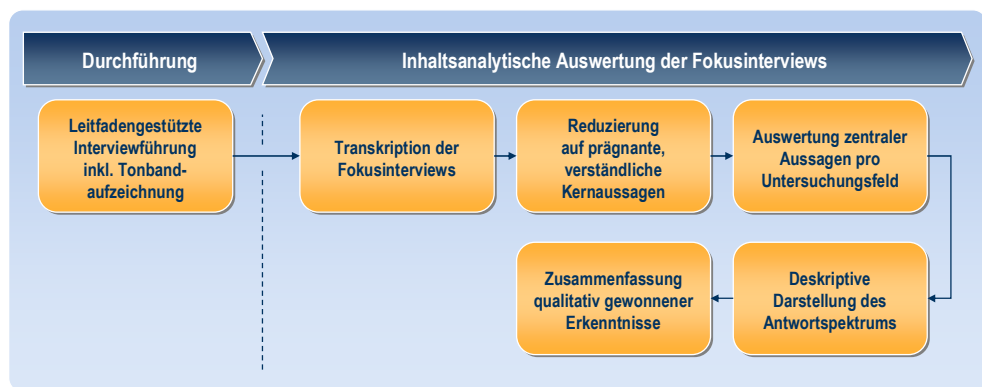 Durchführung
Inhaltsanalytische Auswertung der Fokusinterviews
Leitfadengestützte
Interviewführung
inkl. Tonband-
aufzeichnung
Transkription der
Fokusinterviews
Reduzierung
auf prägnante,
verständliche
Kernaussagen
Auswertung zentraler
Aussagen pro
Untersuchungsfeld
Deskriptive
Darstellung des
Antwortspektrums
Zusammenfassung
qualitativ gewonnener
Erkenntnisse